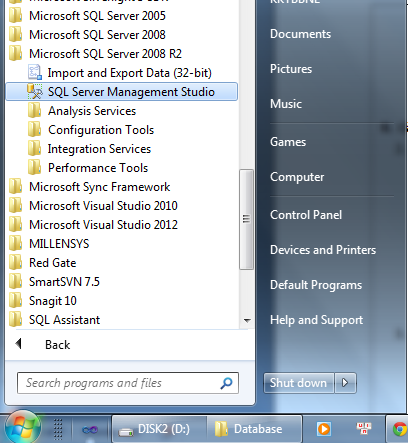 Microsoft SQL Server 2005
Microsoft SQL Server 2008
Microsoft SQL Server 2008 R2
Import and Export Data (32-bit)
SQL Server Management Studio
Analysis Services
Configuration Tools
Integration Services
Performance Tools
Microsoft Sync Framework
Microsoft Visual Studio 2010
Microsoft Visual Studio 2012
MILLENSYS
Red Gate
SmartSVN 7.5
Snagit 10
SQL Assistant
Back
Search programs and files
Documents
Pictures
Music
Games
Computer
Control Panel
Devices and Printers
Default Programs
Help and Support
Shut down
DISK2 (D:)
Database